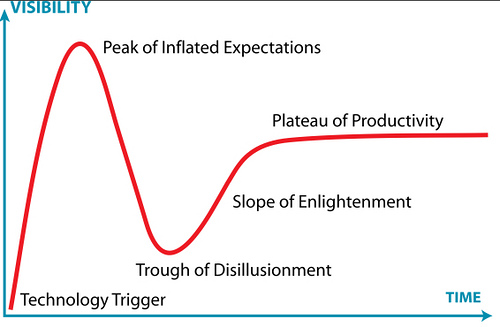 VISIBILITY
Peak of Inflated Expectations
Plateau of Productivity
Slope of Enlightenment
Trough of Disillusionment
Technology Trigger
TIME